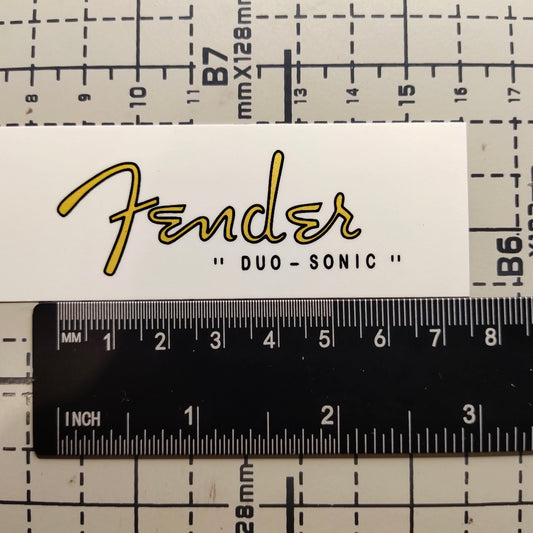 B7
mmX128mm
8 9 10 11 13 14 15 16 17
Fender
" DUO - SONIC "
B6
MM 1 2 3 4 5 6 7 8
INCH 1 2 3
28mm